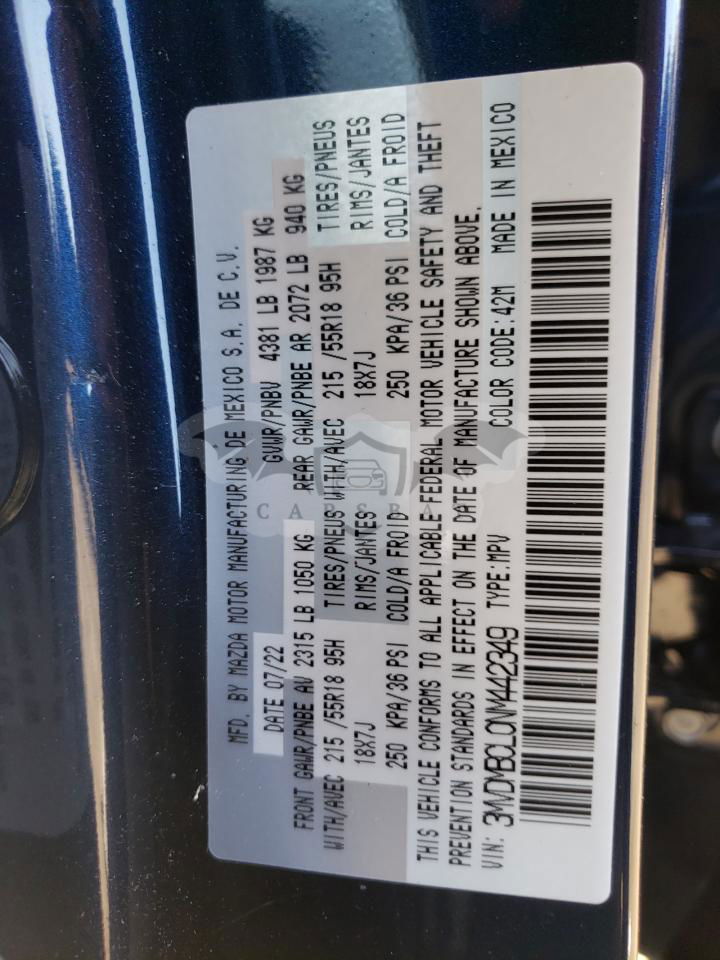 MFD. BY MAZDA MOTOR MANUFACTURING DE MEXICO S.A. DE C.V.
DATE 07/22 GVWR/PNBV 4381 LB 1987 KG
FRONT GAWR/PNBE AV 2315 LB 1050 KG REAR GAWR/PNBE AR 2072 LB 940 KG
WITH/AVEC 215 /55R18 95H TIRES/PNEUS WITH/AVEC 215 /55R18 95H TIRES/PNEUS
18X7J RIMS/JANTES 18X7J RIMS/JANTES
250 KPA/36 PSI COLD/A FROID 250 KPA/36 PSI COLD/A FROID
THIS VEHICLE CONFORMS TO ALL APPLICABLE FEDERAL MOTOR VEHICLE SAFETY AND THEFT
PREVENTION STANDARDS IN EFFECT ON THE DATE OF MANUFACTURE SHOWN ABOVE.
VIN: 3MVDMBCL0NM442349 TYPE:MPV COLOR CODE:42M MADE IN MEXICO